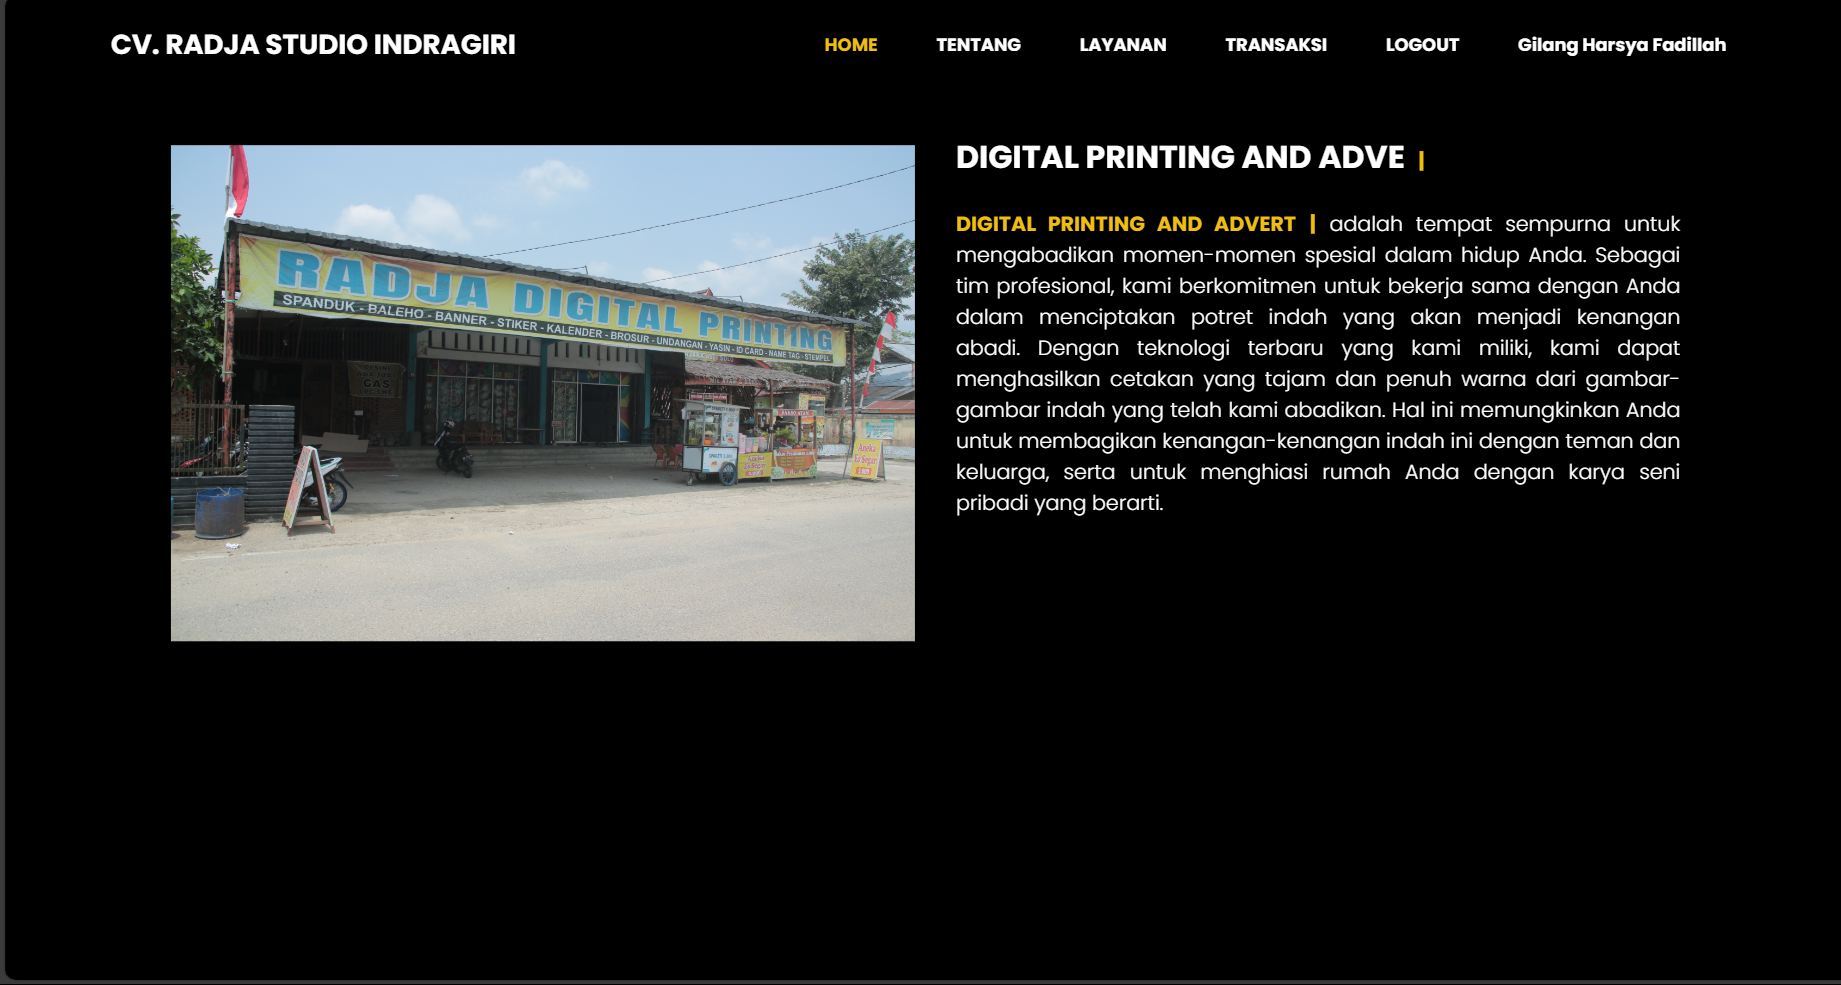 CV. RADJA STUDIO INDRAGIRI
HOME TENTANG LAYANAN TRANSAKSI LOGOUT Gilang Harsya Fadillah
RADJA DIGITAL PRINTING
SPANDUK - BALEHO - BANNER - STIKER - KALENDER - BROSUR - UNDANGAN - YASIN - ID CARD - NAME TAG - STEMPEL
GAS
DIGITAL PRINTING AND ADVE |
DIGITAL PRINTING AND ADVERT | adalah tempat sempurna untuk
mengabadikan momen-momen spesial dalam hidup Anda. Sebagai
tim profesional, kami berkomitmen untuk bekerja sama dengan Anda
dalam menciptakan potret indah yang akan menjadi kenangan
abadi. Dengan teknologi terbaru yang kami miliki, kami dapat
menghasilkan cetakan yang tajam dan penuh warna dari gambar-
gambar indah yang telah kami abadikan. Hal ini memungkinkan Anda
untuk membagikan kenangan-kenangan indah ini dengan teman dan
keluarga, serta untuk menghiasi rumah Anda dengan karya seni
pribadi yang berarti.